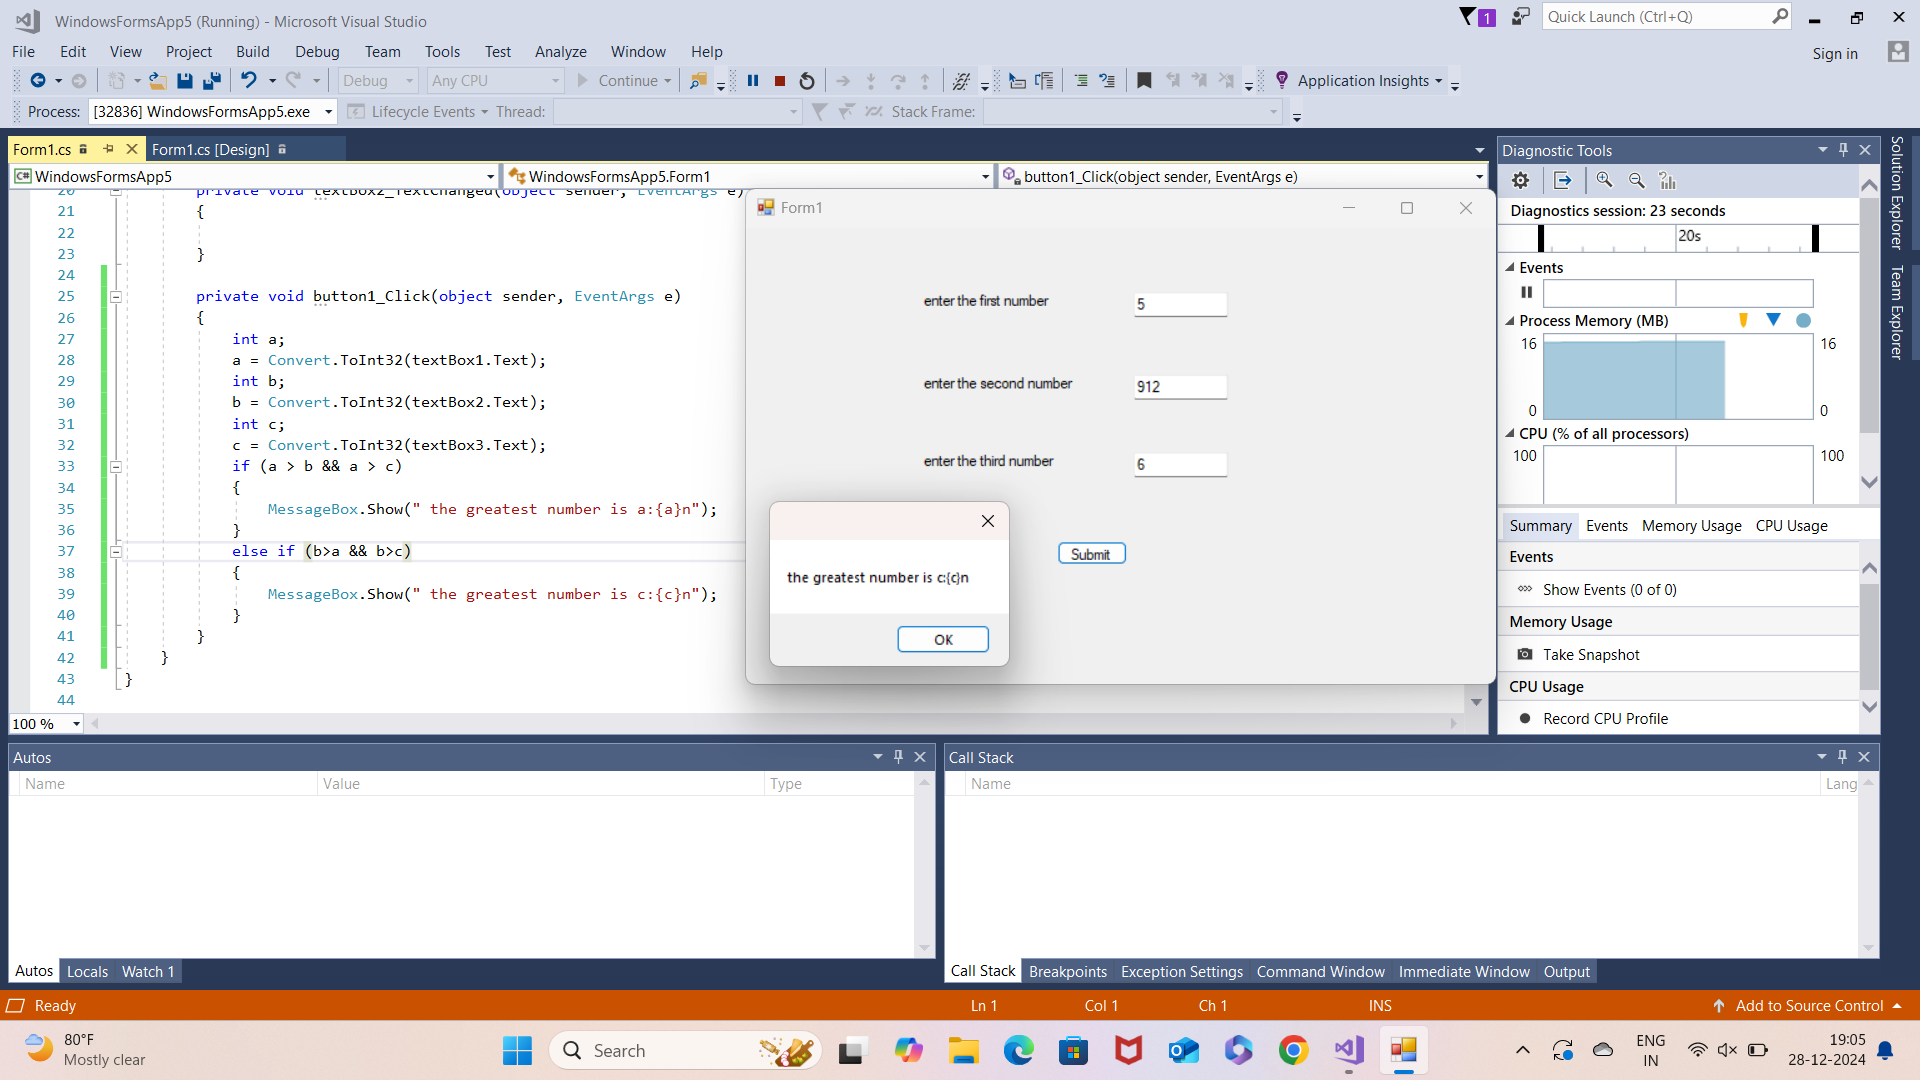 WindowsFormsApp5 (Running) - Microsoft Visual Studio
1
Quick Launch (Ctrl+Q)
File Edit View Project Build Debug Team Tools Test Analyze Window Help
Sign in
Debug Any CPU Continue Application Insights
Process: [32836] WindowsFormsApp5.exe Lifecycle Events Thread: Stack Frame:
Form1.cs Form1.cs [Design]
WindowsFormsApp5 WindowsFormsApp5.Form1 button1_Click(object sender, EventArgs e)
20 private void textBox2_TextChanged(object sender, EventArgs e)
21 {
22
23 }
24
25 private void button1_Click(object sender, EventArgs e)
26 {
27 int a;
28 a = Convert.ToInt32(textBox1.Text);
29 int b;
30 b = Convert.ToInt32(textBox2.Text);
31 int c;
32 c = Convert.ToInt32(textBox3.Text);
33 if (a > b && a > c)
34 {
35 MessageBox.Show(" the greatest number is a:{a}n");
36 }
37 else if (b>a && b>c)
38 {
39 MessageBox.Show(" the greatest number is c:{c}n");
40 }
41 }
42 }
43 }
44
100 %
Form1
enter the first number 5
enter the second number 912
enter the third number 6
Submit
the greatest number is c:{c}n
OK
Diagnostic Tools
Diagnostics session: 23 seconds
20s
Events
Process Memory (MB)
16 16
0 0
CPU (% of all processors)
100 100
Summary Events Memory Usage CPU Usage
Events
Show Events (0 of 0)
Memory Usage
Take Snapshot
CPU Usage
Record CPU Profile
Solution Explorer
Team Explorer
Autos
Name Value Type
Autos Locals Watch 1
Call Stack
Name Lang
Call Stack Breakpoints Exception Settings Command Window Immediate Window Output
Ready Ln 1 Col 1 Ch 1 INS Add to Source Control
80°F
Mostly clear
Search
ENG
IN
19:05
28-12-2024